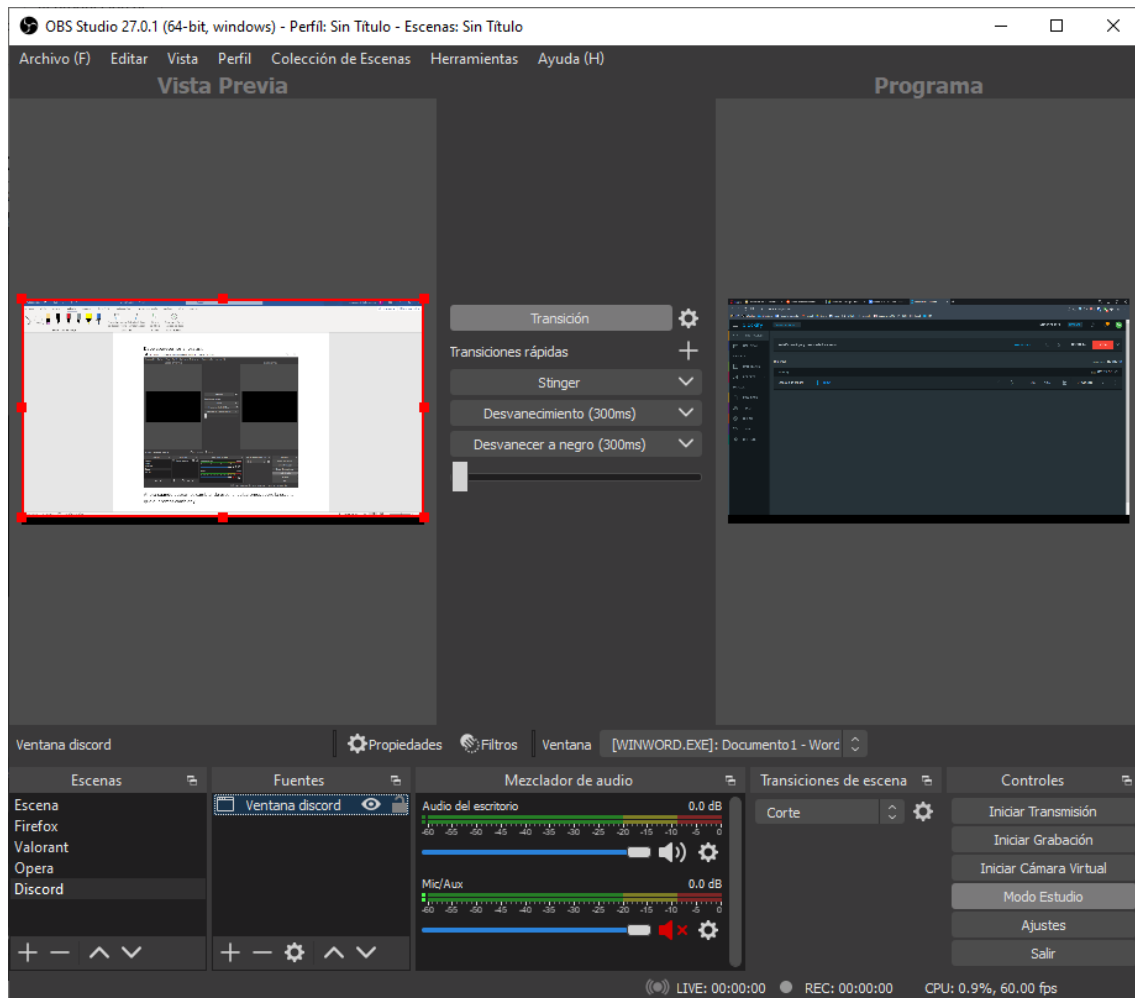 OBS Studio 27.0.1 (64-bit, windows) - Perfil: Sin Título - Escenas: Sin Título
Archivo (F) Editar Vista Perfil Colección de Escenas Herramientas Ayuda (H)
Vista Previa
Programa
Transición
Transiciones rápidas
Stinger
Desvanecimiento (300ms)
Desvanecer a negro (300ms)
Ventana discord
Propiedades
Filtros
Ventana
[WINWORD.EXE]: Documento1 - Word
Escenas
Escena
Firefox
Valorant
Opera
Discord
Fuentes
Ventana discord
Mezclador de audio
Audio del escritorio 0.0 dB
-60 -55 -50 -45 -40 -35 -30 -25 -20 -15 -10 -5 0
Mic/Aux 0.0 dB
-60 -55 -50 -45 -40 -35 -30 -25 -20 -15 -10 -5 0
Transiciones de escena
Corte
Controles
Iniciar Transmisión
Iniciar Grabación
Iniciar Cámara Virtual
Modo Estudio
Ajustes
Salir
LIVE: 00:00:00 REC: 00:00:00 CPU: 0.9%, 60.00 fps